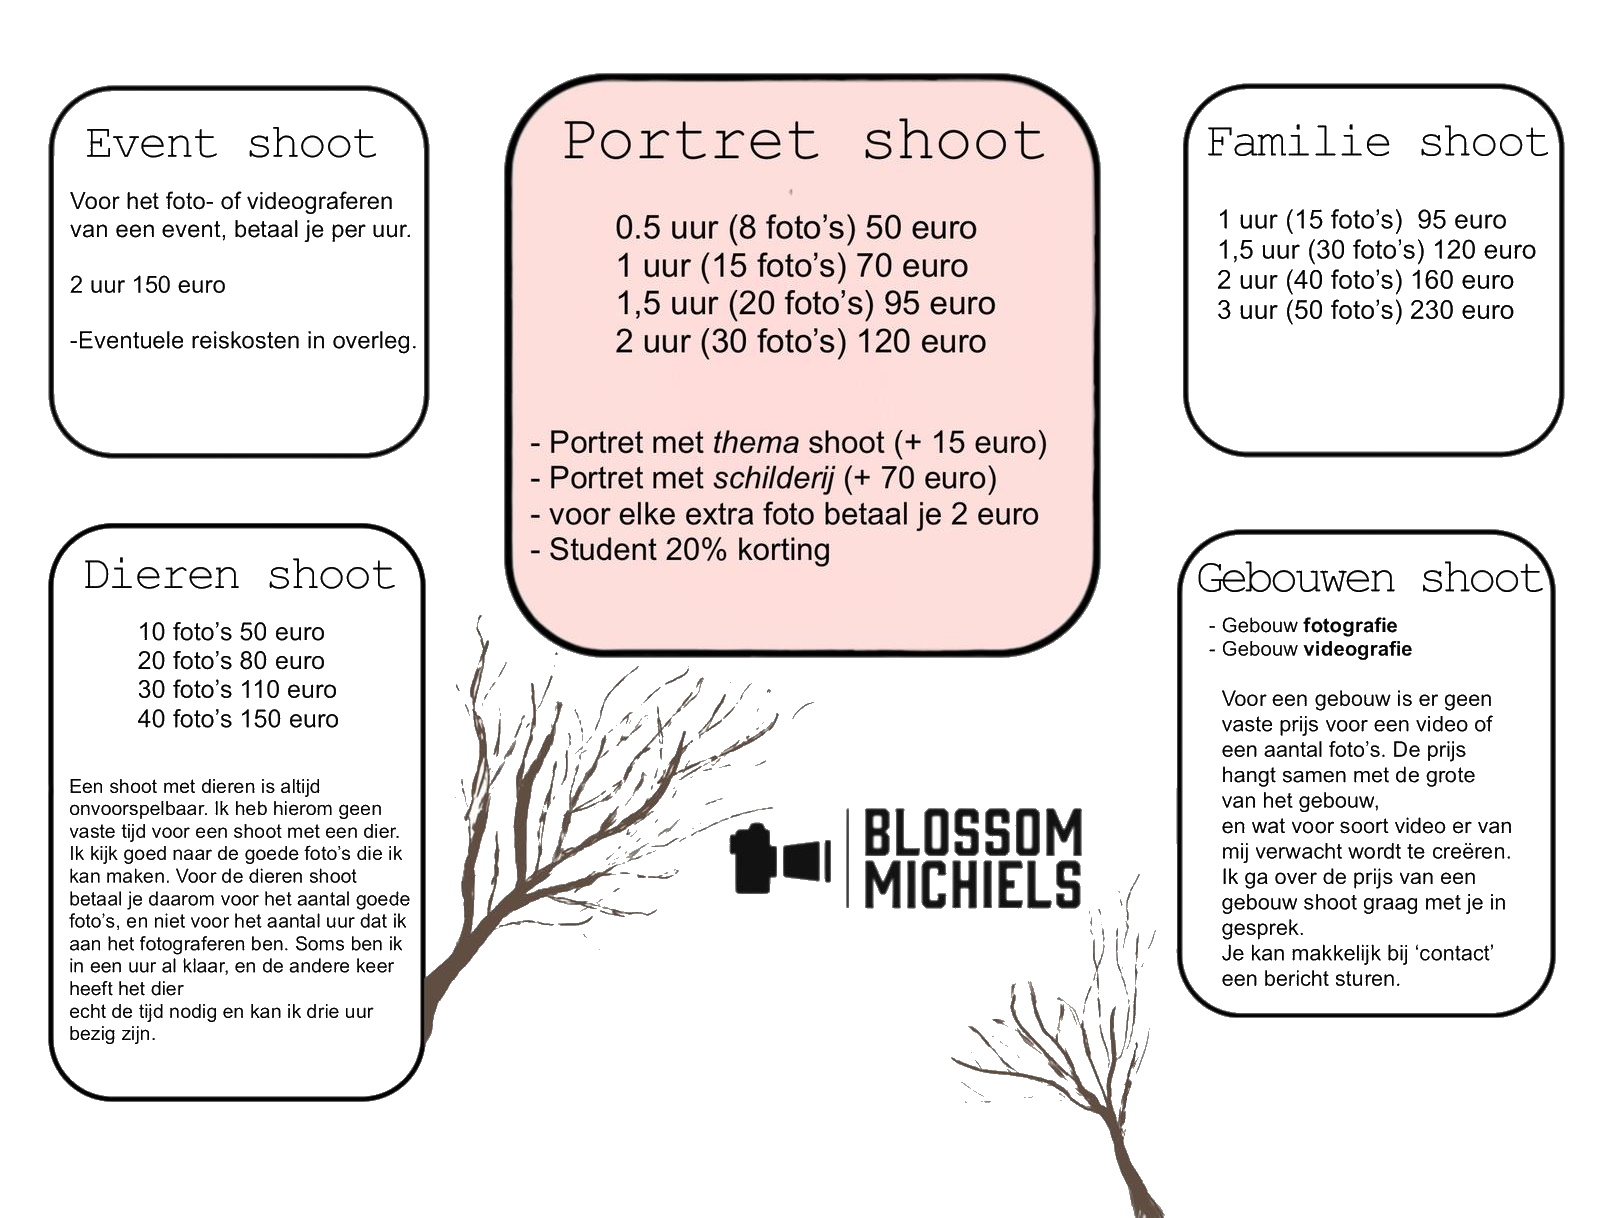 Event shoot
Voor het foto- of videograferen
van een event, betaal je per uur.
2 uur 150 euro
-Eventuele reiskosten in overleg.
Portret shoot
0.5 uur (8 foto’s) 50 euro
1 uur (15 foto’s) 70 euro
1,5 uur (20 foto’s) 95 euro
2 uur (30 foto’s) 120 euro
- Portret met thema shoot (+ 15 euro)
- Portret met schilderij (+ 70 euro)
- voor elke extra foto betaal je 2 euro
- Student 20% korting
Familie shoot
1 uur (15 foto’s)  95 euro
1,5 uur (30 foto’s) 120 euro
2 uur (40 foto’s) 160 euro
3 uur (50 foto’s) 230 euro
Dieren shoot
10 foto’s 50 euro
20 foto’s 80 euro
30 foto’s 110 euro
40 foto’s 150 euro
Een shoot met dieren is altijd
onvoorspelbaar. Ik heb hierom geen
vaste tijd voor een shoot met een dier.
Ik kijk goed naar de goede foto’s die ik
kan maken. Voor de dieren shoot
betaal je daarom voor het aantal goede
foto’s, en niet voor het aantal uur dat ik
aan het fotograferen ben. Soms ben ik
in een uur al klaar, en de andere keer
heeft het dier
echt de tijd nodig en kan ik drie uur
bezig zijn.
BLOSSOM
MICHIELS
Gebouwen shoot
- Gebouw fotografie
- Gebouw videografie
Voor een gebouw is er geen
vaste prijs voor een video of
een aantal foto’s. De prijs
hangt samen met de grote
van het gebouw,
en wat voor soort video er van
mij verwacht wordt te creëren.
Ik ga over de prijs van een
gebouw shoot graag met je in
gesprek.
Je kan makkelijk bij ‘contact’
een bericht sturen.